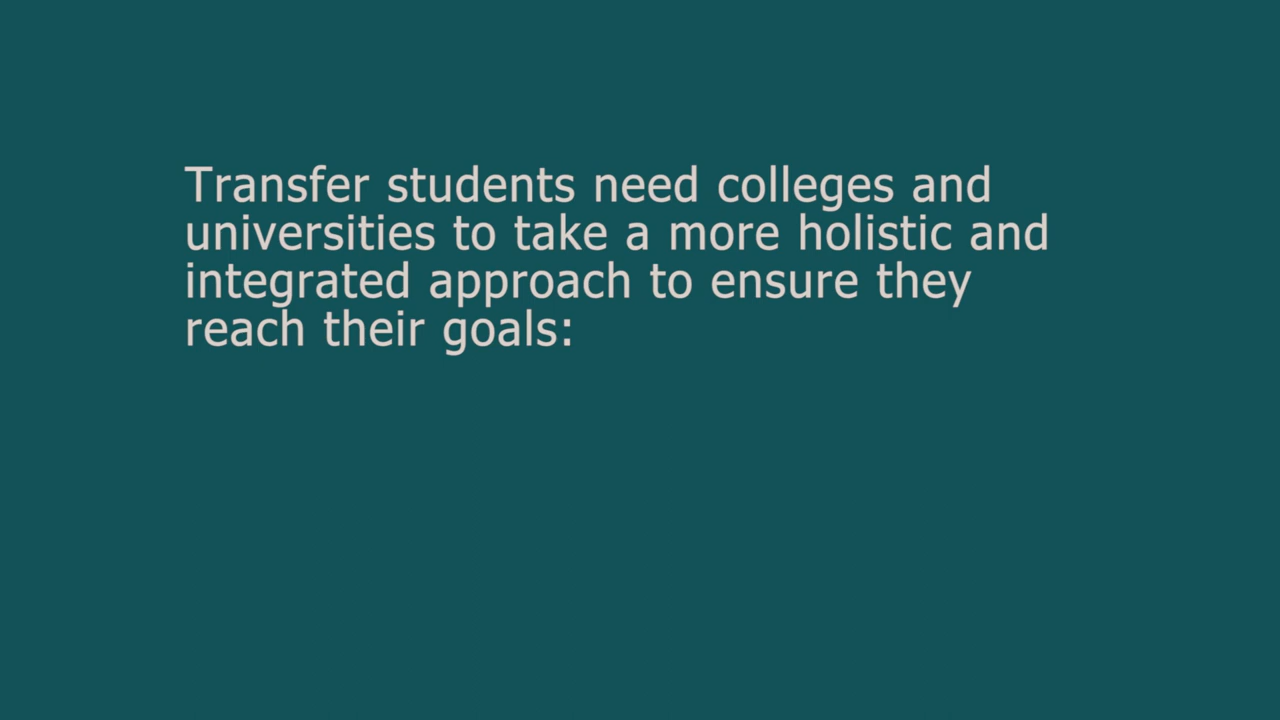 Transfer students need colleges and
universities to take a more holistic and
integrated approach to ensure they
reach their goals: